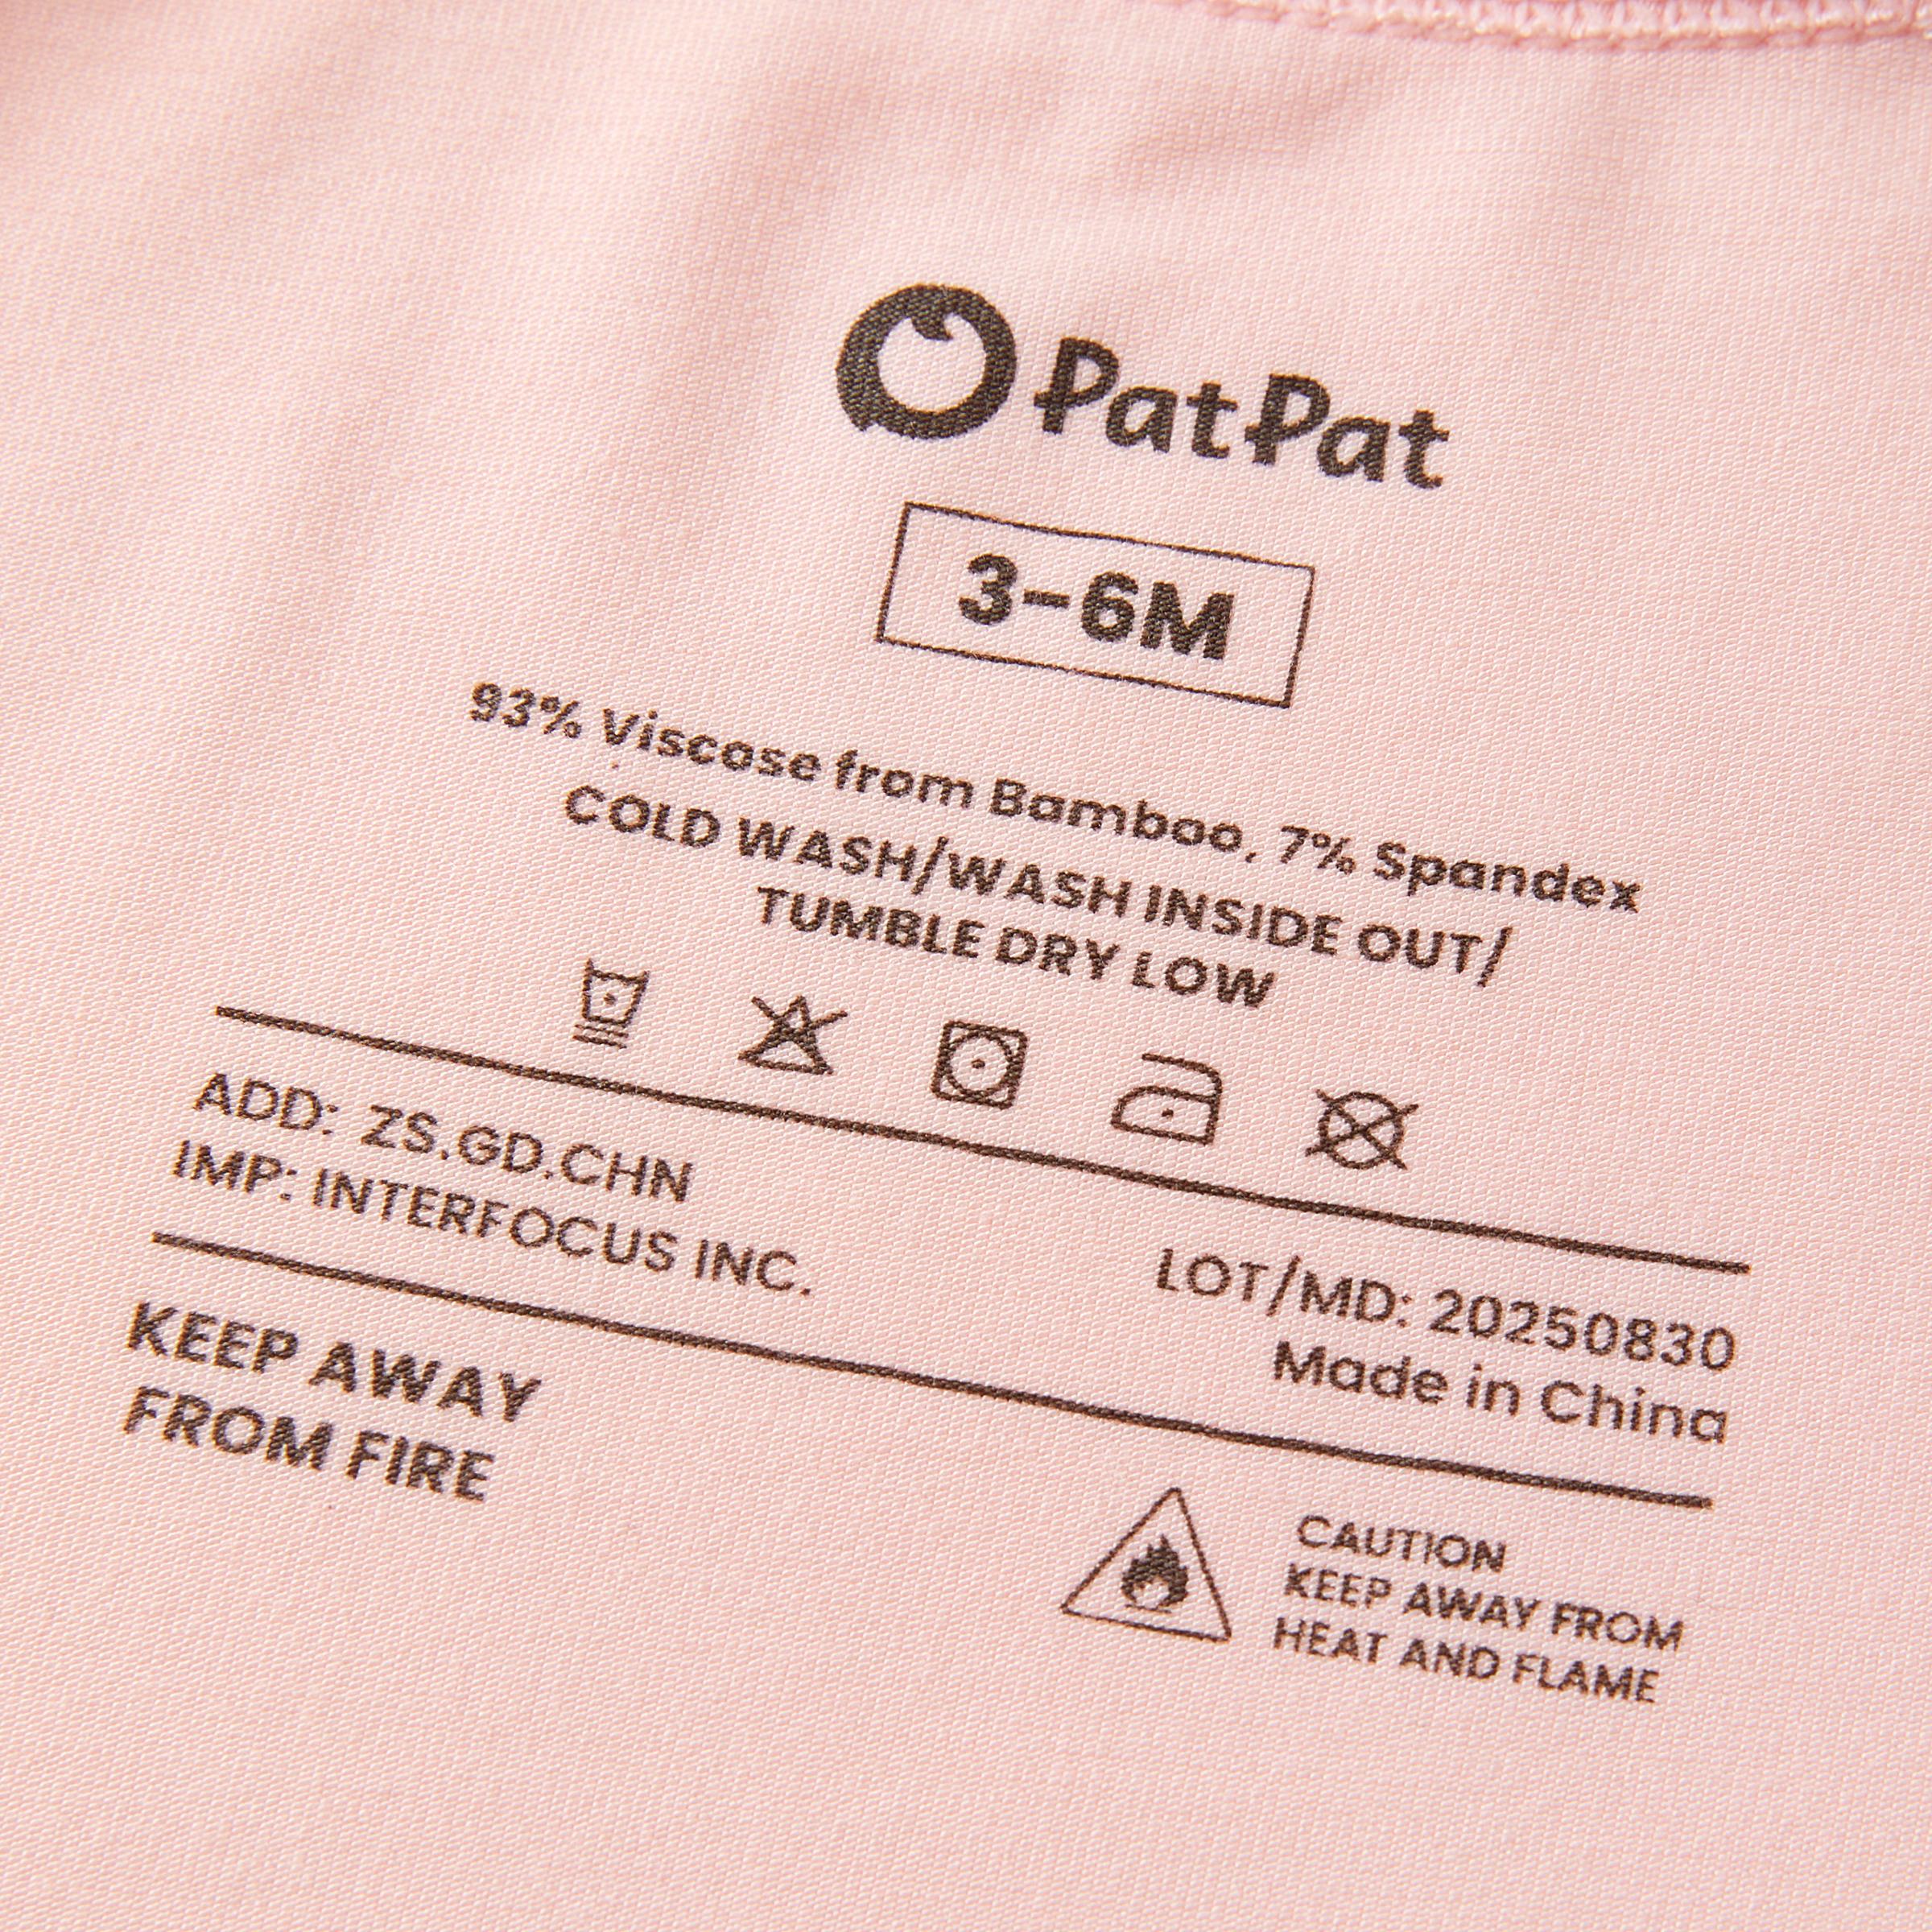 PatPat
3-6M
93% Viscose from Bamboo, 7% Spandex
COLD WASH/WASH INSIDE OUT/
TUMBLE DRY LOW
ADD: ZS.GD.CHN
IMP: INTERFOCUS INC.
LOT/MD: 20250830
Made in China
KEEP AWAY
FROM FIRE
CAUTION
KEEP AWAY FROM
HEAT AND FLAME